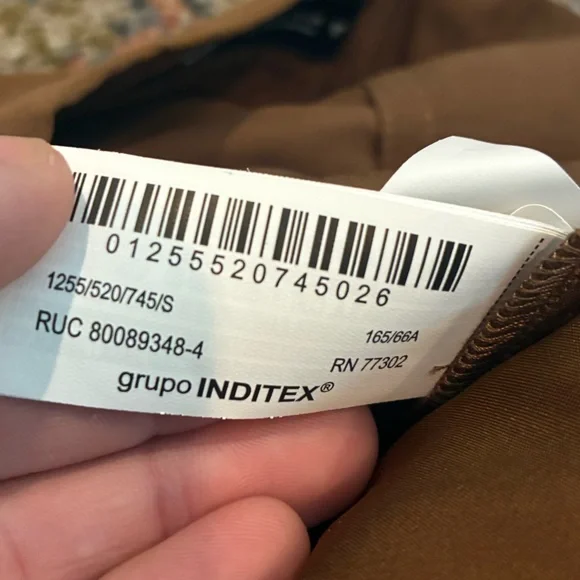 01255520745026
1255/520/745/S
165/66A
RUC 80089348-4
RN 77302
grupo INDITEX®